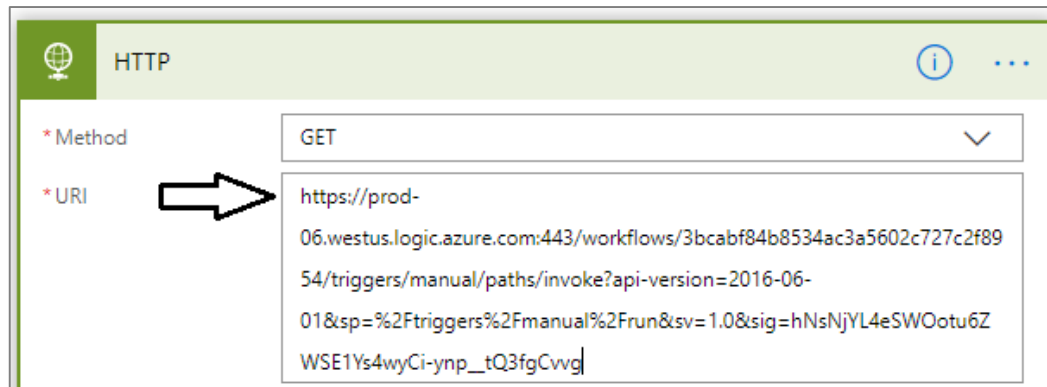 HTTP
* Method
GET
* URI
https://prod-
06.westus.logic.azure.com:443/workflows/3bcabf84b8534ac3a5602c727c2f89
54/triggers/manual/paths/invoke?api-version=2016-06-
01&sp=%2Ftriggers%2Fmanual%2Frun&sv=1.0&sig=hNsNjYL4eSWOotu6Z
WSE1Ys4wyCi-ynp__tQ3fgCvvg